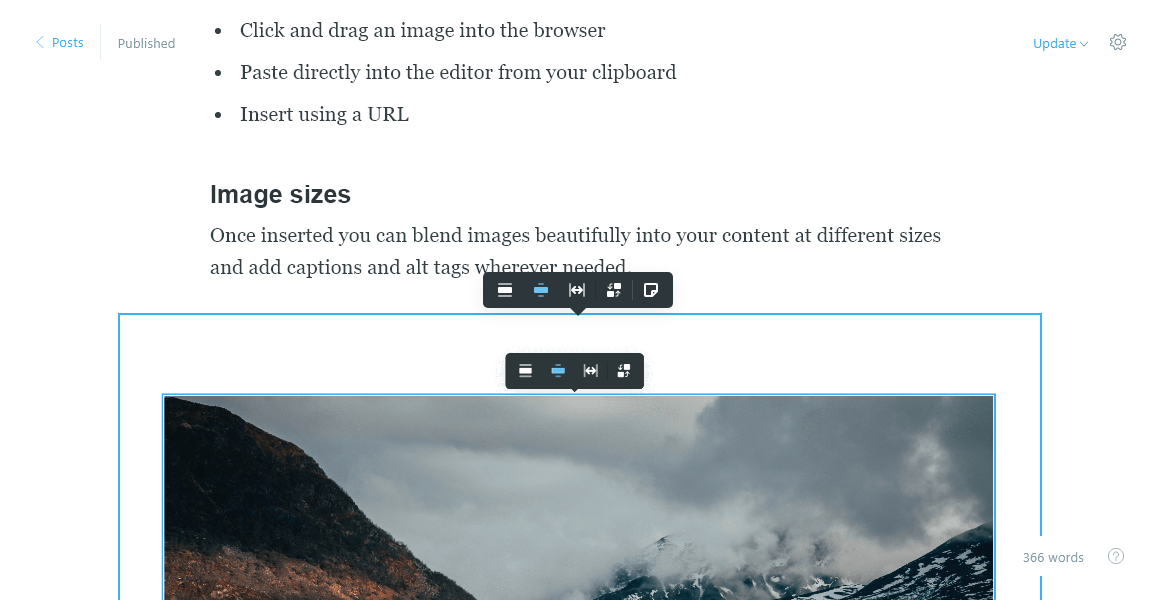 Posts
Published
Update
• Click and drag an image into the browser
• Paste directly into the editor from your clipboard
• Insert using a URL
Image sizes
Once inserted you can blend images beautifully into your content at different sizes
and add captions and alt tags wherever needed.
366 words
?